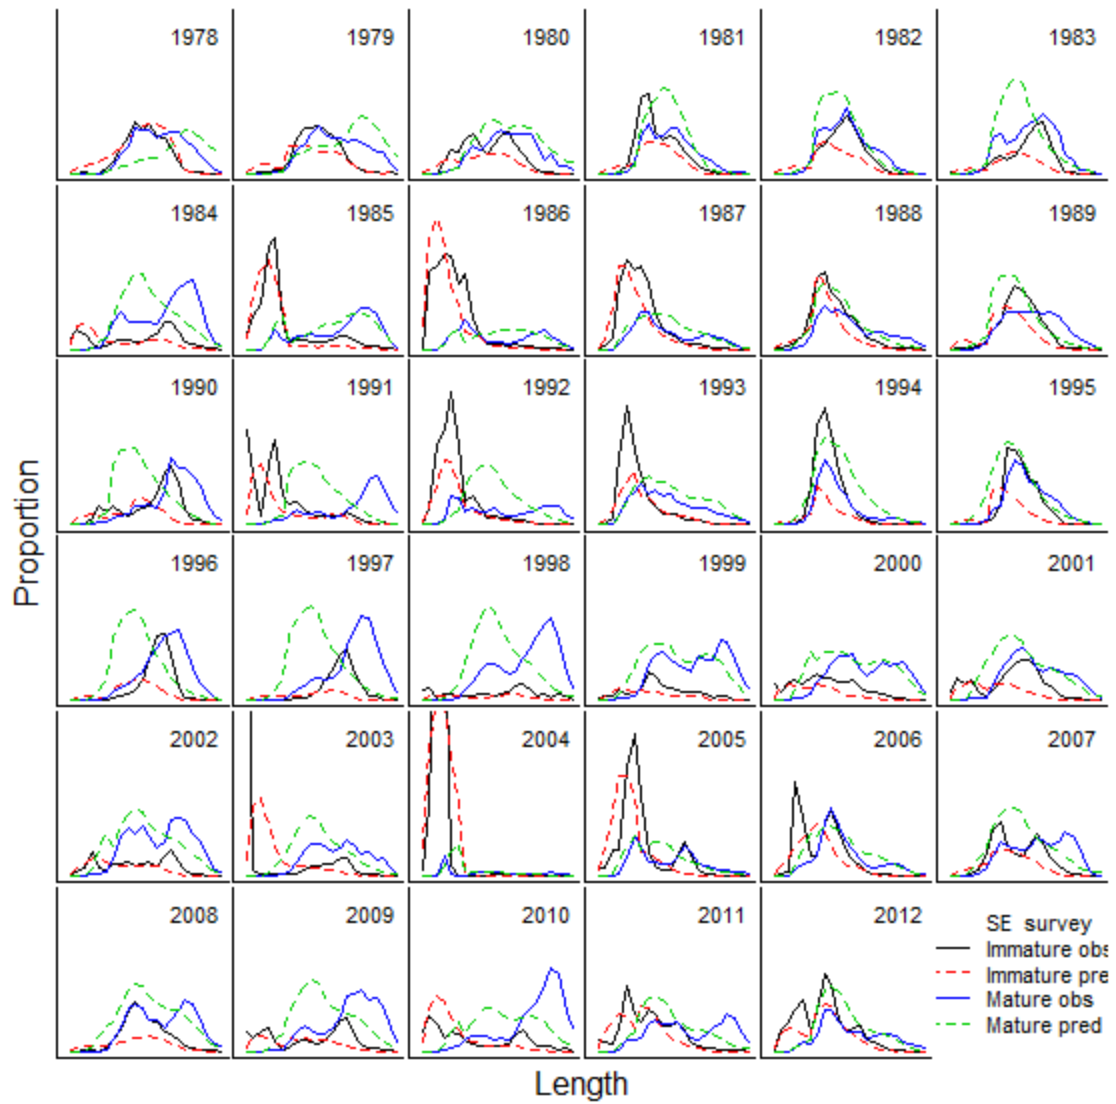 1978 1979 1980 1981 1982 1983
1984 1985 1986 1987 1988 1989
1990 1991 1992 1993 1994 1995
Proportion
1996 1997 1998 1999 2000 2001
2002 2003 2004 2005 2006 2007
2008 2009 2010 2011 2012
SE survey
Immature obs
Immature pre
Mature obs
Mature pred
Length